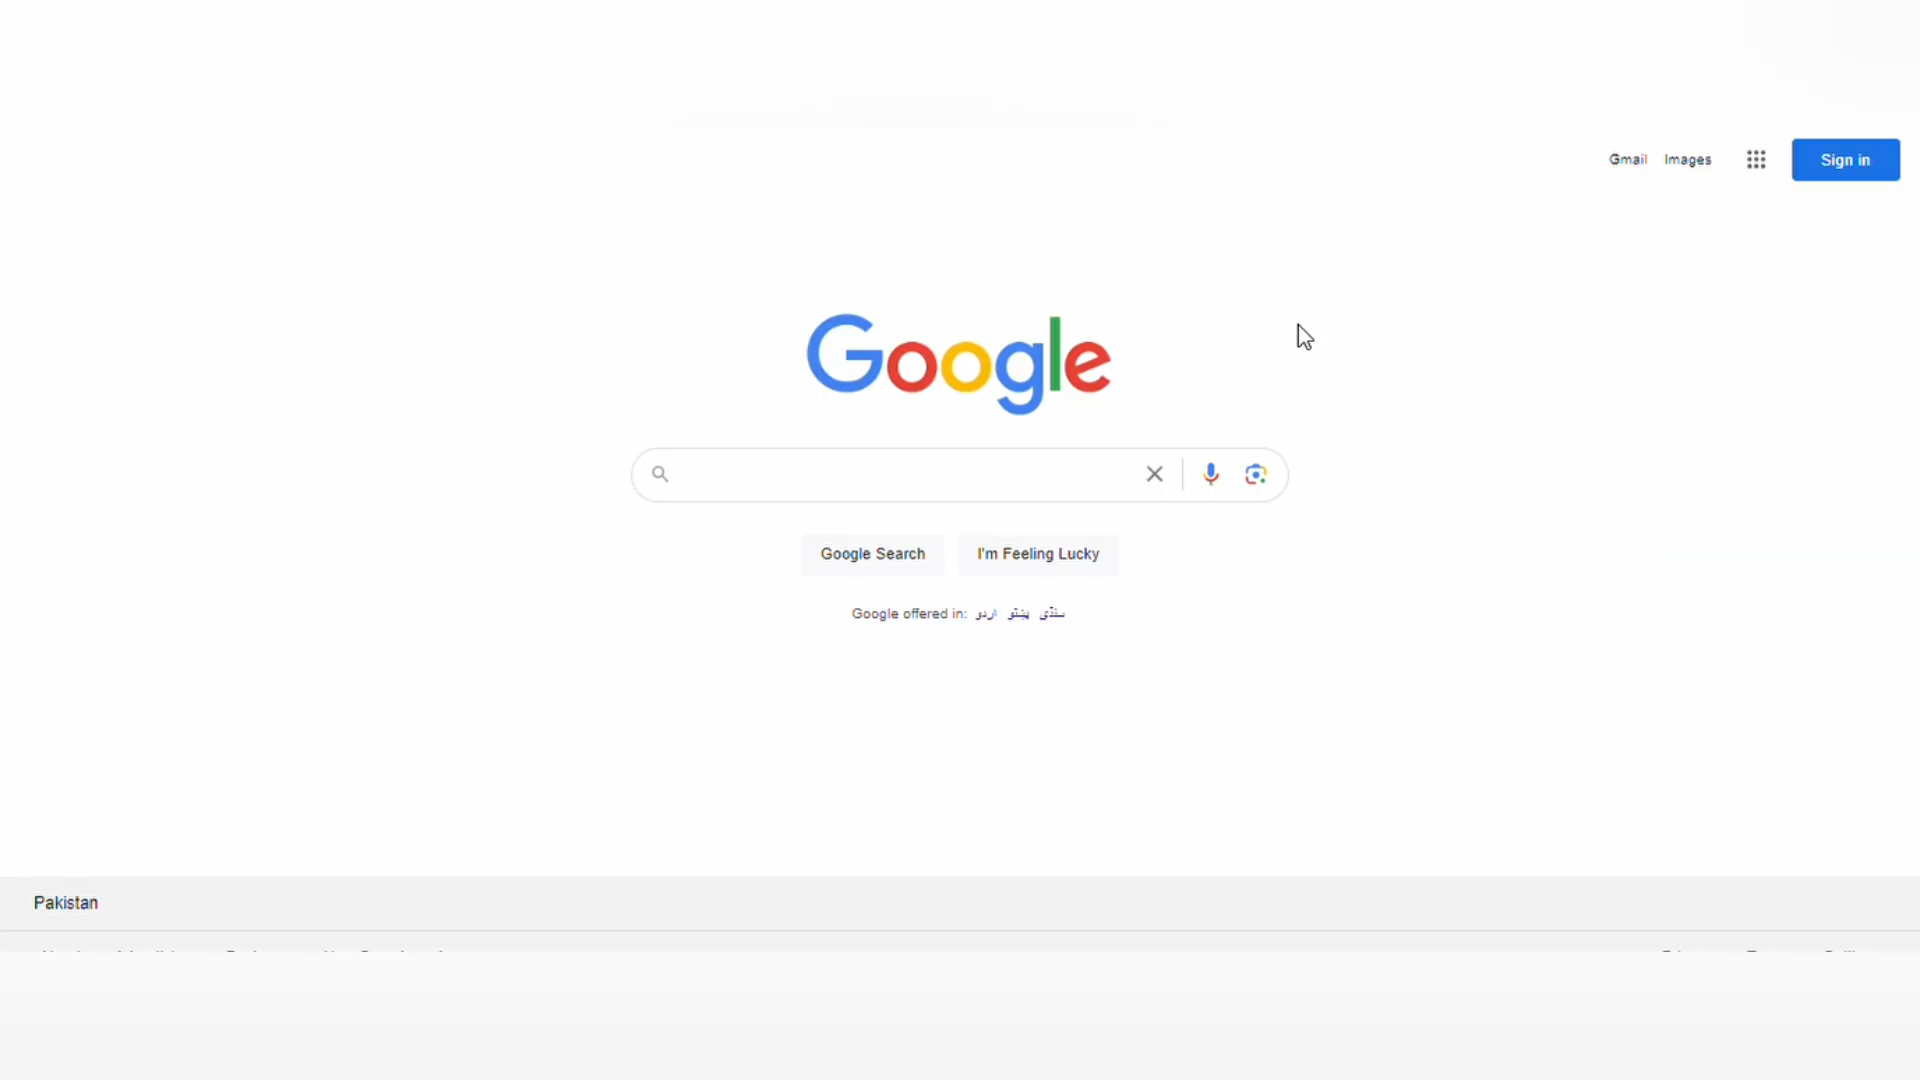 Gmail Images Sign in
Google
Google Search I'm Feeling Lucky
Google offered in: اردو پښتو سنڌي
Pakistan